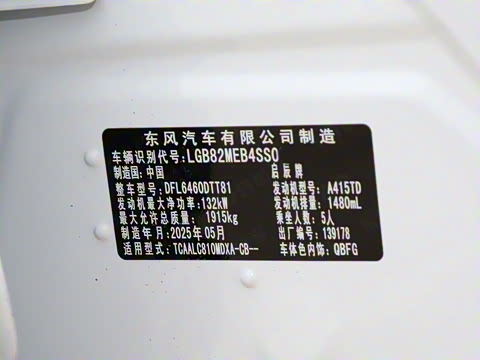 东风汽车有限公司制造
车辆识别代号:LGB82MEB4SS0
制造国:中国 启辰牌
整车型号:DFL6460DTT81 发动机型号:A415TD
发动机最大净功率:132kW 发动机排量:1480mL
最大允许总质量:1915kg 乘坐人数:5人
制造年月:2025年05月 出厂编号:139178
适用型式:TCAALC810MDXA-CB-- 车体色内饰:QBFG